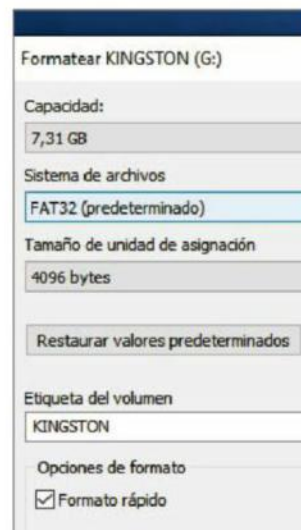 Formatear KINGSTON (G:)
Capacidad:
7,31 GB
Sistema de archivos
FAT32 (predeterminado)
Tamaño de unidad de asignación
4096 bytes
Restaurar valores predeterminados
Etiqueta del volumen
KINGSTON
Opciones de formato
Formato rápido